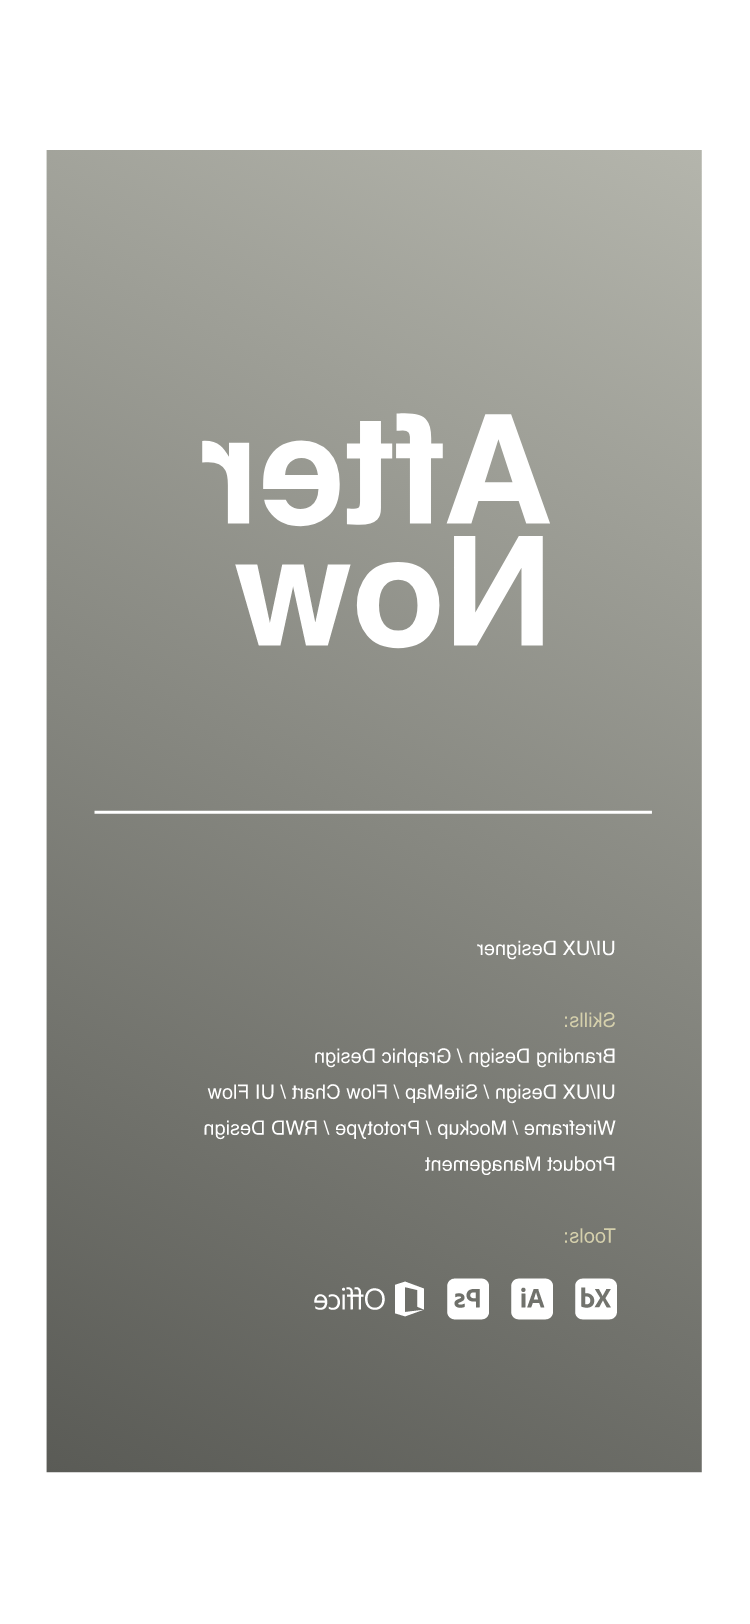 After
Now
UI/UX Designer
Skills:
Branding Design / Graphic Design
UI/UX Design / SiteMap / Flow Chart / UI Flow
Wireframe / Mockup / Prototype / RWD Design
Product Management
Tools:
Xd Ai Ps Office